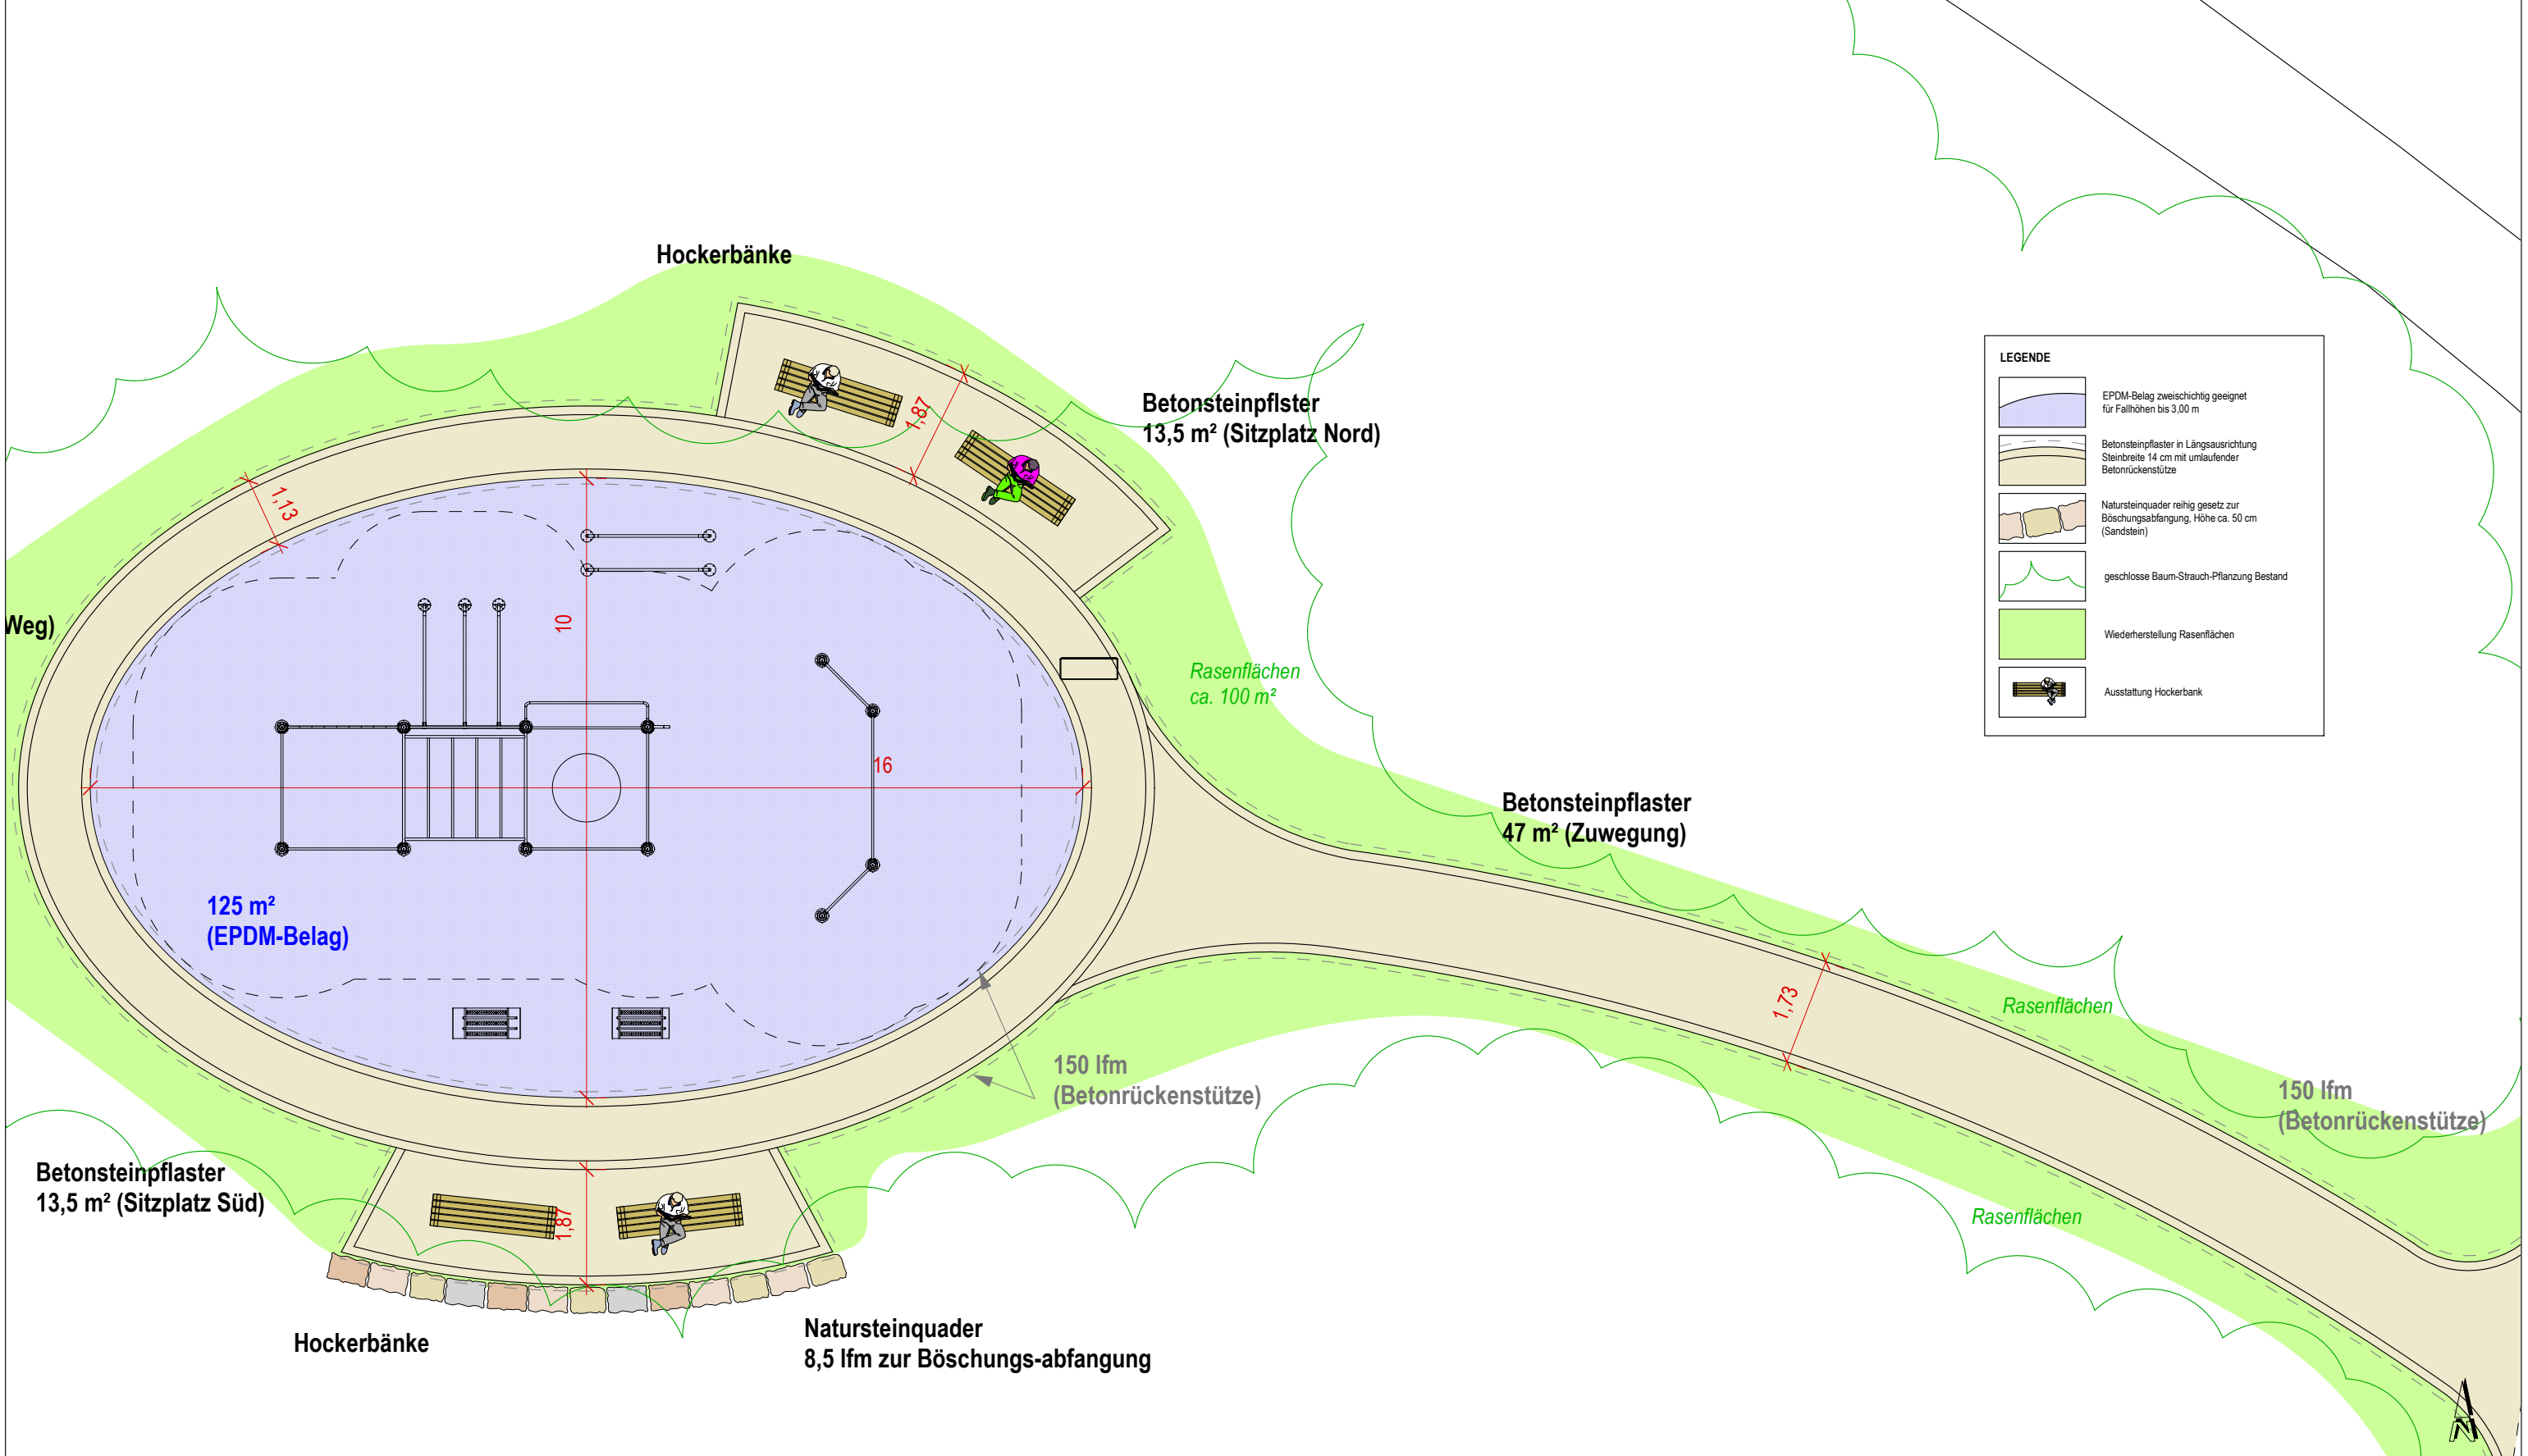 Hockerbänke
Betonsteinpflster
13,5 m² (Sitzplatz Nord)
1,87
1,13
10
16
Weg)
Rasenflächen
ca. 100 m²
125 m²
(EPDM-Belag)
Betonsteinpflaster
47 m² (Zuwegung)
1,73
Rasenflächen
150 lfm
(Betonrückenstütze)
150 lfm
(Betonrückenstütze)
Rasenflächen
Betonsteinpflaster
13,5 m² (Sitzplatz Süd)
1,87
Hockerbänke
Natursteinquader
8,5 lfm zur Böschungs-abfangung
LEGENDE
EPDM-Belag zweischichtig geeignet
für Fallhöhen bis 3,00 m
Betonsteinpflaster in Längsausrichtung
Steinbreite 14 cm mit umlaufender
Betonrückenstütze
Natursteinquader reihig gesetz zur
Böschungsabfangung, Höhe ca. 50 cm
(Sandstein)
geschlosse Baum-Strauch-Pflanzung Bestand
Wiederherstellung Rasenflächen
Ausstattung Hockerbank
N